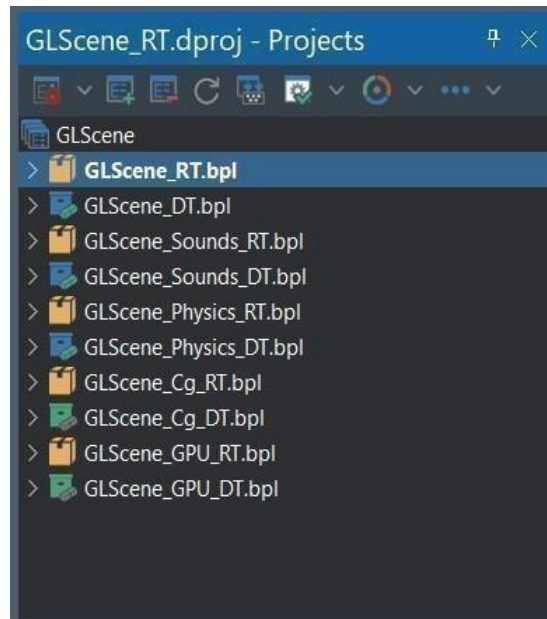 GLScene_RT.dproj - Projects
GLScene
GLScene_RT.bpl
GLScene_DT.bpl
GLScene_Sounds_RT.bpl
GLScene_Sounds_DT.bpl
GLScene_Physics_RT.bpl
GLScene_Physics_DT.bpl
GLScene_Cg_RT.bpl
GLScene_Cg_DT.bpl
GLScene_GPU_RT.bpl
GLScene_GPU_DT.bpl